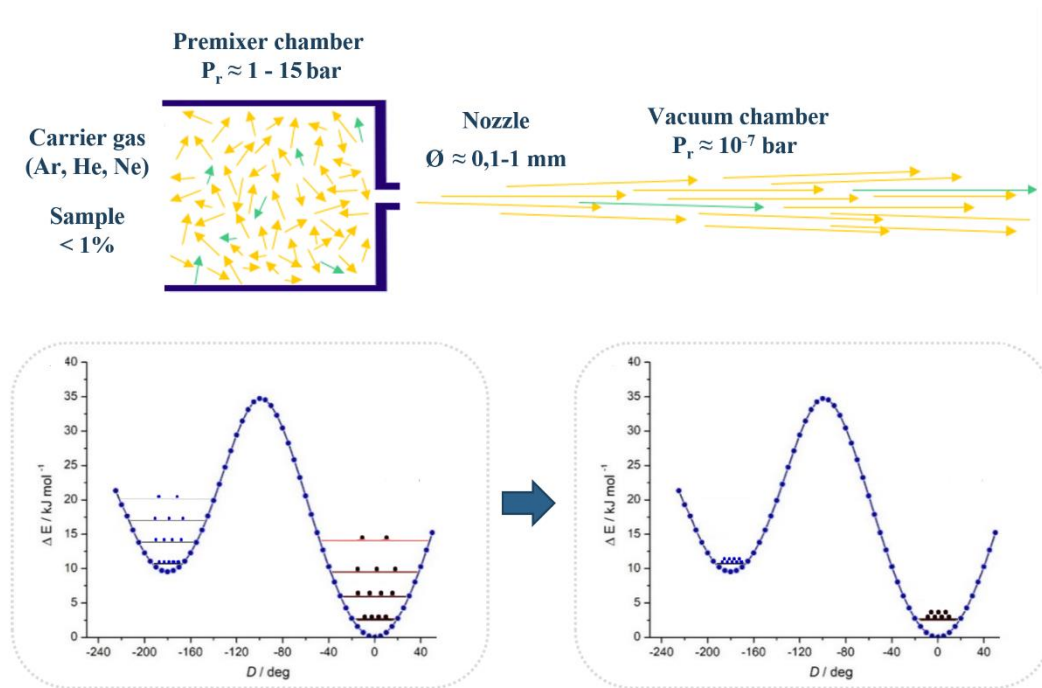 Premixer chamber
Pᵣ ≈ 1 - 15 bar
Carrier gas
(Ar, He, Ne)
Sample
< 1%
Nozzle
Ø ≈ 0,1-1 mm
Vacuum chamber
Pᵣ ≈ 10⁻⁷ bar
40
35
30
25
20
15
10
5
0
Δ E / kJ mol⁻¹
-240 -200 -160 -120 -80 -40 0 40
D / deg
40
35
30
25
20
15
10
5
0
Δ E / kJ mol⁻¹
-240 -200 -160 -120 -80 -40 0 40
D / deg